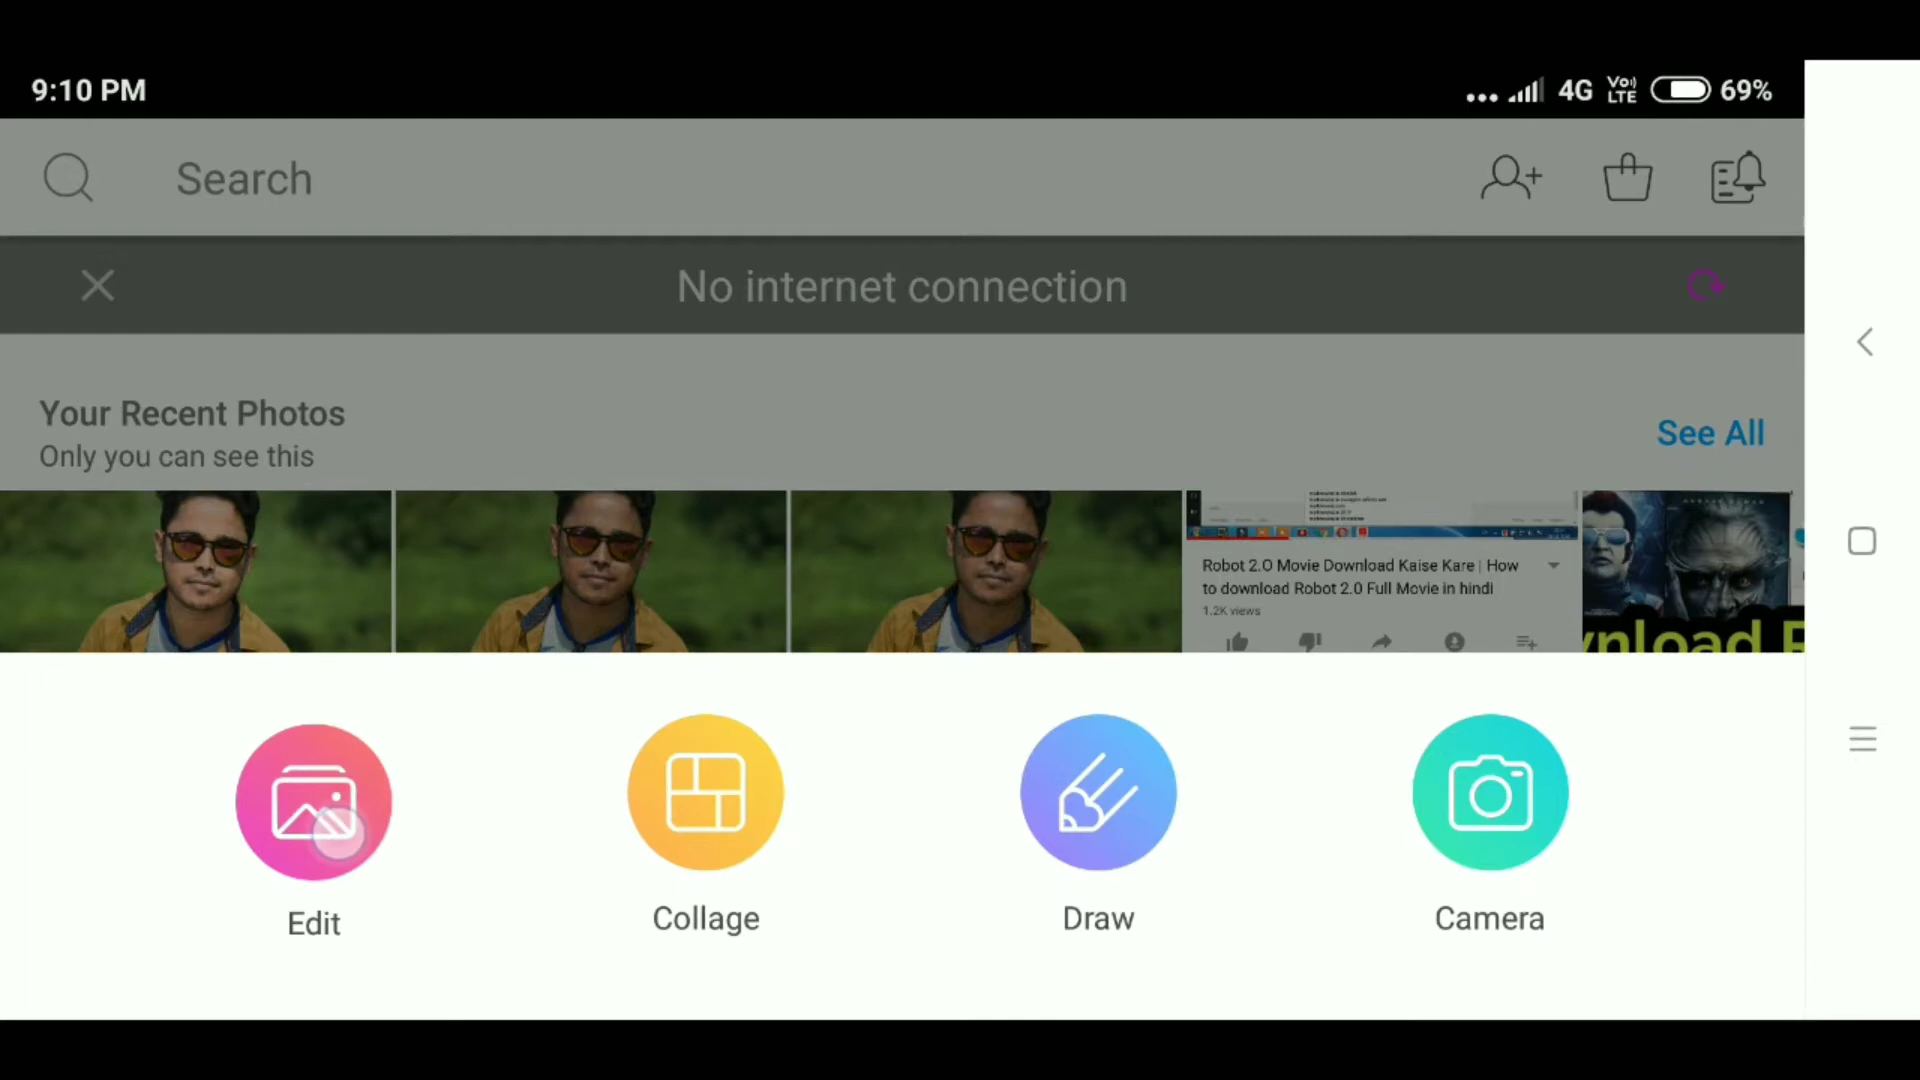 9:10 PM
4G VoLTE 69%
Search
No internet connection
Your Recent Photos
Only you can see this
See All
Robot 2.O Movie Download Kaise Kare | How
to download Robot 2.0 Full Movie in hindi
1.2K views
Edit
Collage
Draw
Camera